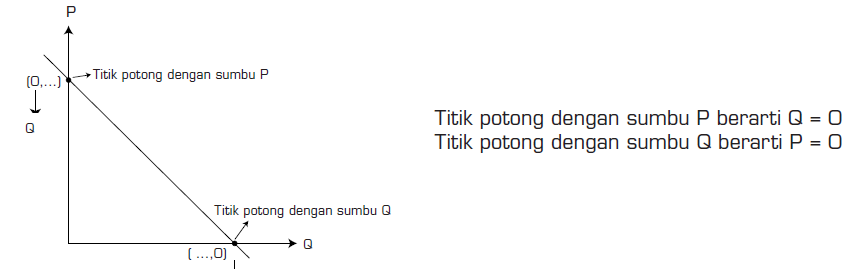 P
Titik potong dengan sumbu P
(0,...)
Q
Titik potong dengan sumbu P berarti Q = 0
Titik potong dengan sumbu Q berarti P = 0
Titik potong dengan sumbu Q
Q
( ...,0)